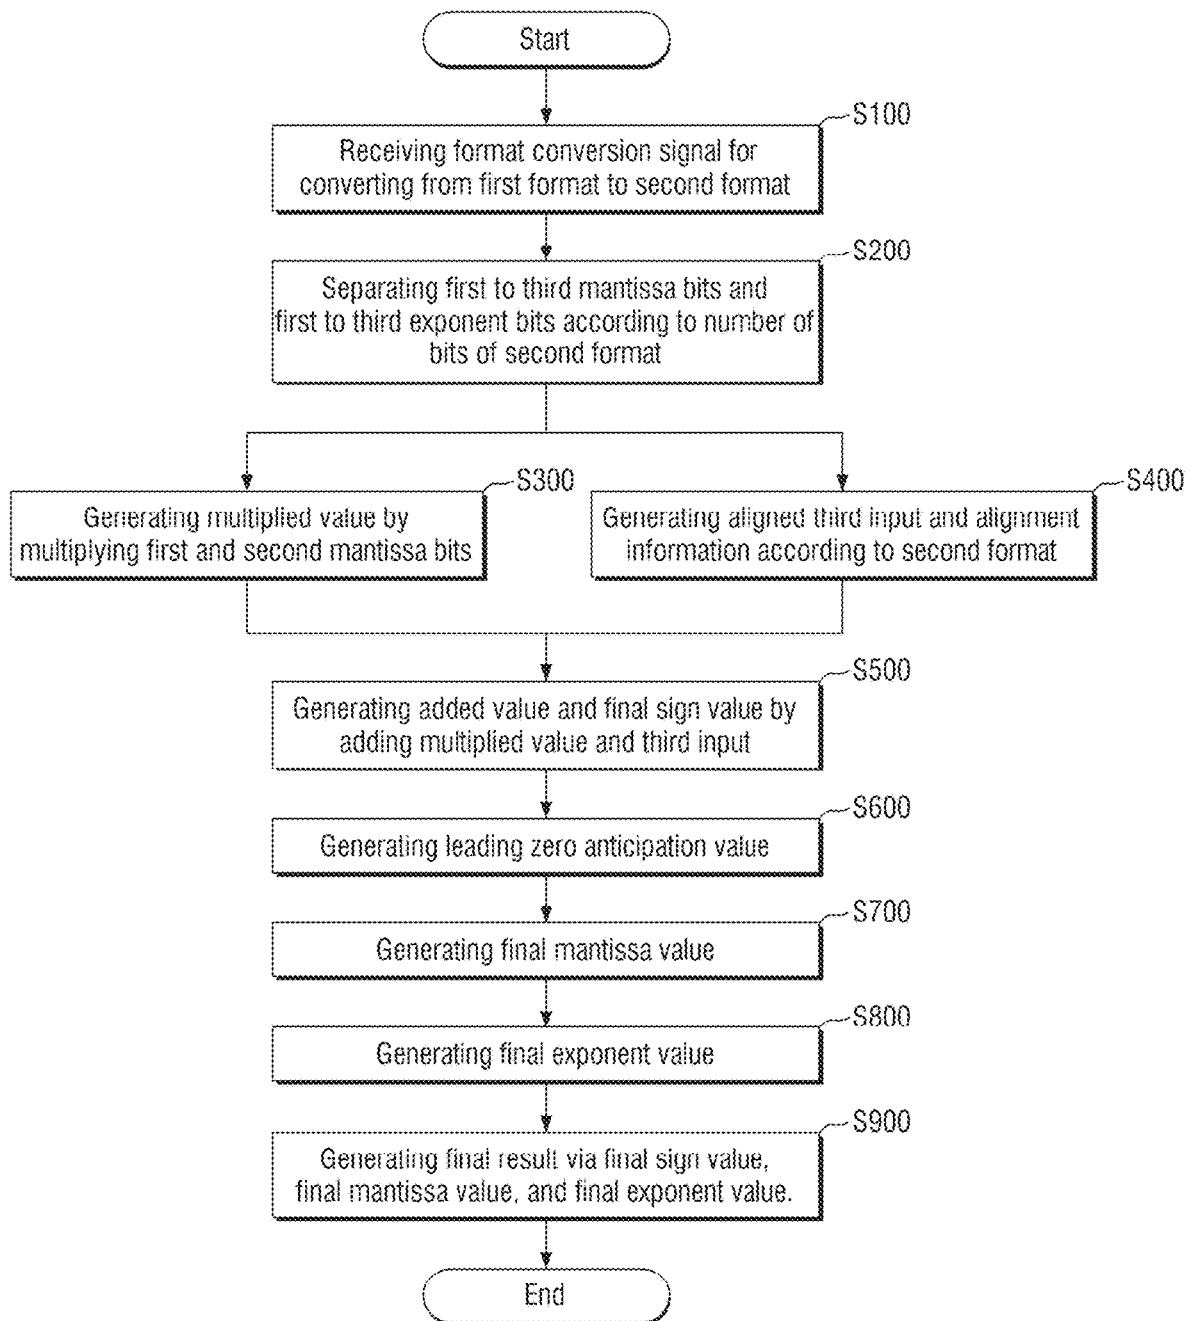 Start
S100
Receiving format conversion signal for
converting from first format to second format
S200
Separating first to third mantissa bits and
first to third exponent bits according to number of
bits of second format
S300
Generating multiplied value by
multiplying first and second mantissa bits
S400
Generating aligned third input and alignment
information according to second format
S500
Generating added value and final sign value by
adding multiplied value and third input
S600
Generating leading zero anticipation value
S700
Generating final mantissa value
S800
Generating final exponent value
S900
Generating final result via final sign value,
final mantissa value, and final exponent value.
End